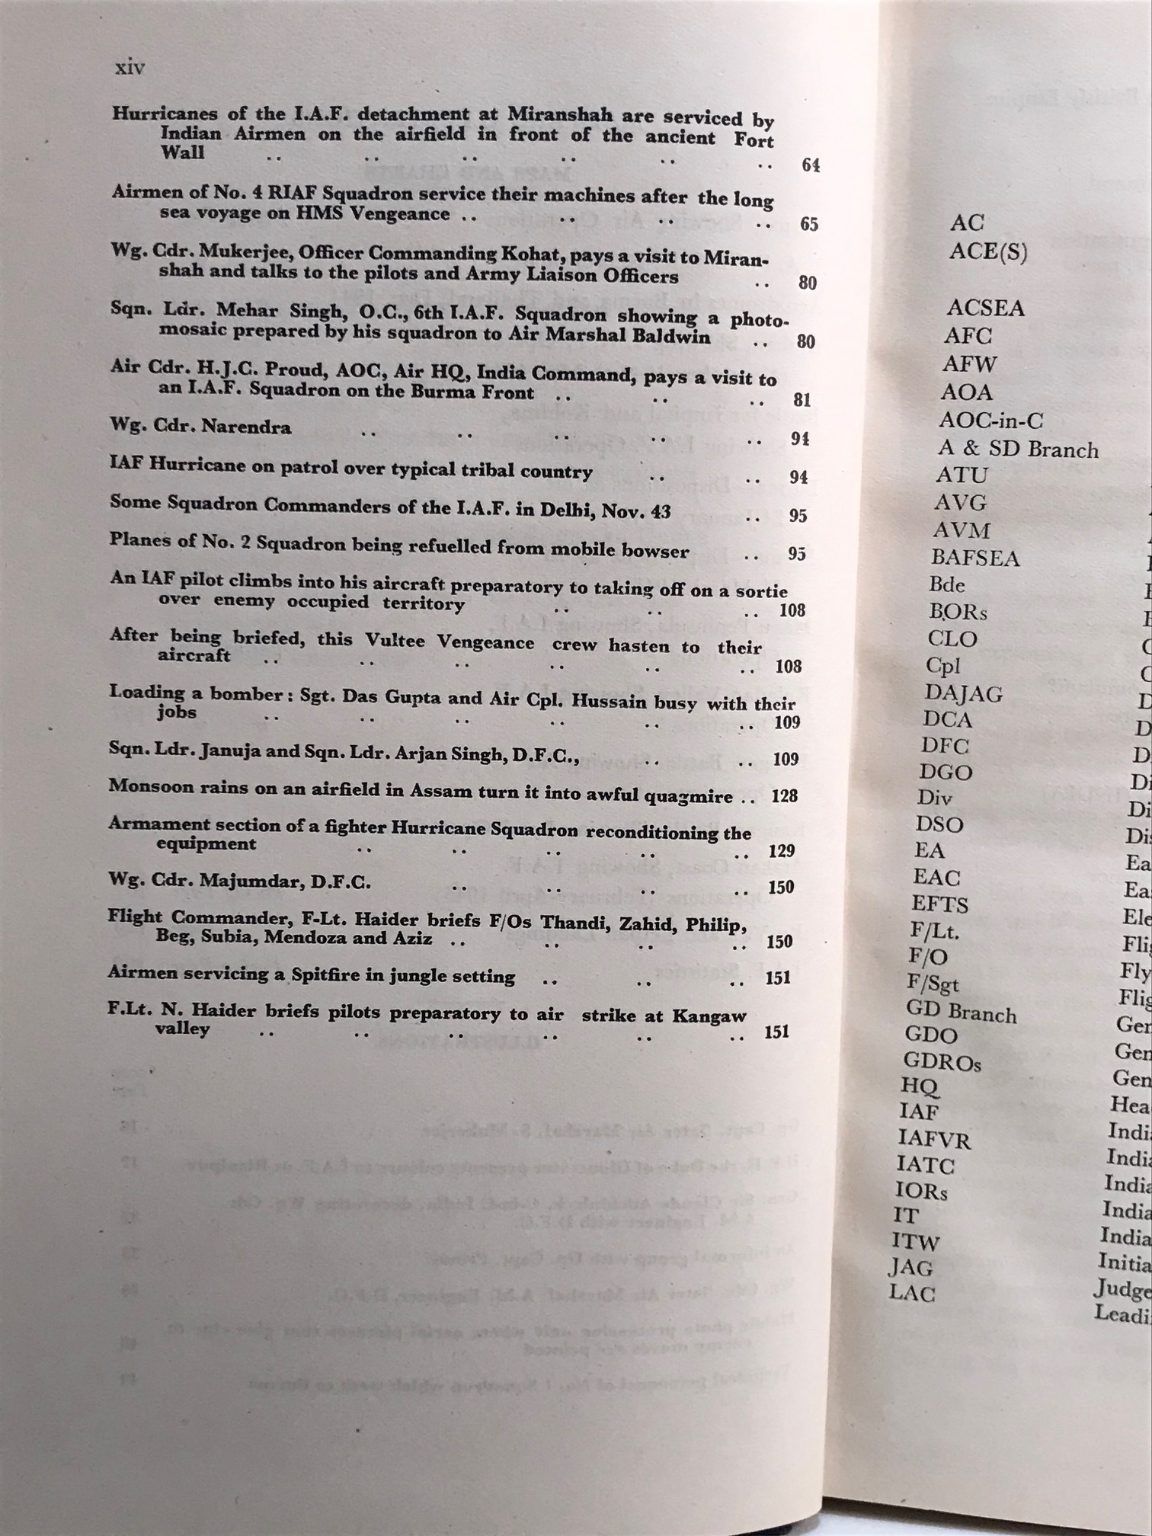 xiv
Hurricanes of the I.A.F. detachment at Miranshah are serviced by
Indian Airmen on the airfield in front of the ancient Fort
Wall .. .. .. .. .. .. 64
Airmen of No. 4 RIAF Squadron service their machines after the long
sea voyage on HMS Vengeance .. .. .. .. 65
Wg. Cdr. Mukerjee, Officer Commanding Kohat, pays a visit to Miran-
shah and talks to the pilots and Army Liaison Officers .. 80
Sqn. Ldr. Mehar Singh, O.C., 6th I.A.F. Squadron showing a photo-
mosaic prepared by his squadron to Air Marshal Baldwin .. 80
Air Cdr. H.J.C. Proud, AOC, Air HQ, India Command, pays a visit to
an I.A.F. Squadron on the Burma Front .. .. .. 81
Wg. Cdr. Narendra .. .. .. .. .. 94
IAF Hurricane on patrol over typical tribal country .. .. 94
Some Squadron Commanders of the I.A.F. in Delhi, Nov. 43 .. 95
Planes of No. 2 Squadron being refuelled from mobile bowser .. 95
An IAF pilot climbs into his aircraft preparatory to taking off on a sortie
over enemy occupied territory .. .. .. 108
After being briefed, this Vultee Vengeance crew hasten to their
aircraft .. .. .. .. .. .. 108
Loading a bomber : Sgt. Das Gupta and Air Cpl. Hussain busy with their
jobs .. .. .. .. .. .. 109
Sqn. Ldr. Januja and Sqn. Ldr. Arjan Singh, D.F.C., .. .. 109
Monsoon rains on an airfield in Assam turn it into awful quagmire .. 128
Armament section of a fighter Hurricane Squadron reconditioning the
equipment .. .. .. .. .. 129
Wg. Cdr. Majumdar, D.F.C. .. .. .. .. 150
Flight Commander, F-Lt. Haider briefs F/Os Thandi, Zahid, Philip,
Beg, Subia, Mendoza and Aziz .. .. .. .. 150
Airmen servicing a Spitfire in jungle setting .. .. .. 151
F.Lt. N. Haider briefs pilots preparatory to air strike at Kangaw
valley .. .. .. .. .. .. 151
AC
ACE(S)
ACSEA
AFC
AFW
AOA
AOC-in-C
A & SD Branch
ATU
AVG
AVM
BAFSEA
Bde
BORs
CLO
Cpl
DAJAG
DCA
DFC
DGO
Div
DSO
EA
EAC
EFTS
F/Lt.
F/O
F/Sgt
GD Branch
GDO
GDROs
HQ
IAF
IAFVR
IATC
IORs
IT
ITW
JAG
LAC